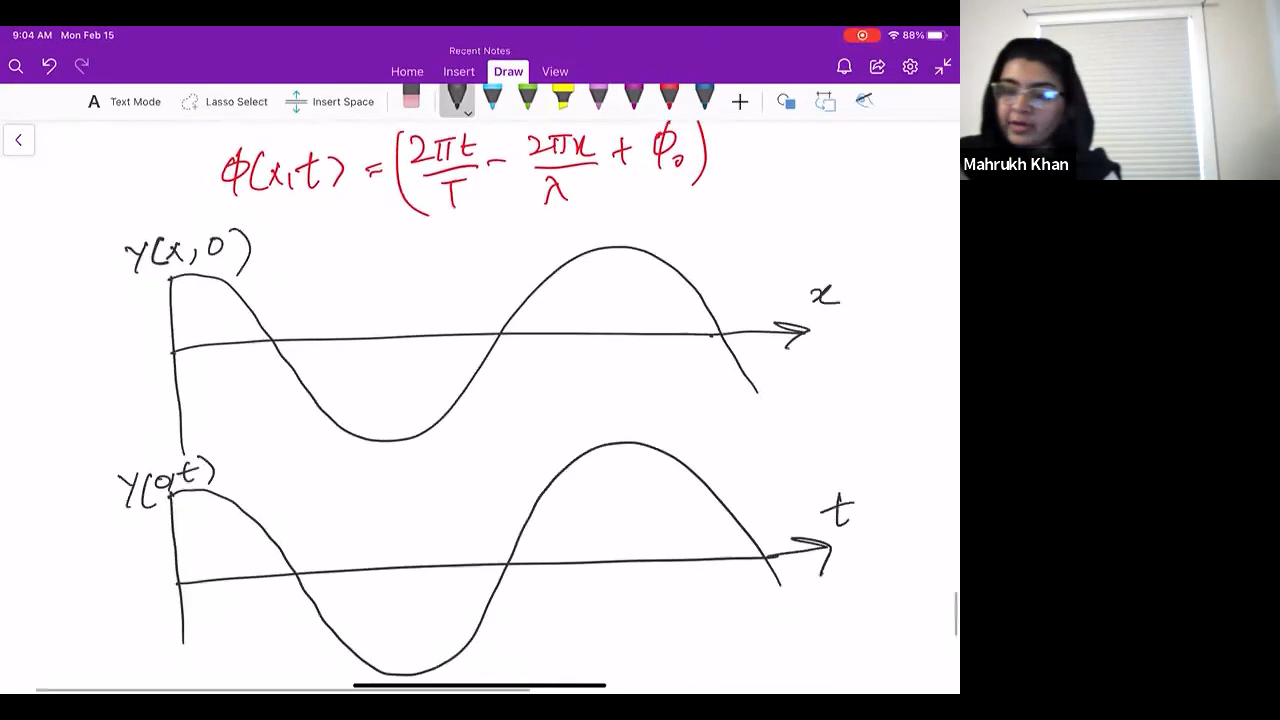 9:04 AM Mon Feb 15
88%
Recent Notes
Home Insert Draw View
Text Mode Lasso Select Insert Space
φ(x,t) = (2πt/T - 2πx/λ + φ₀)
Mahrukh Khan
y(x,0)
x
y(0,t)
t